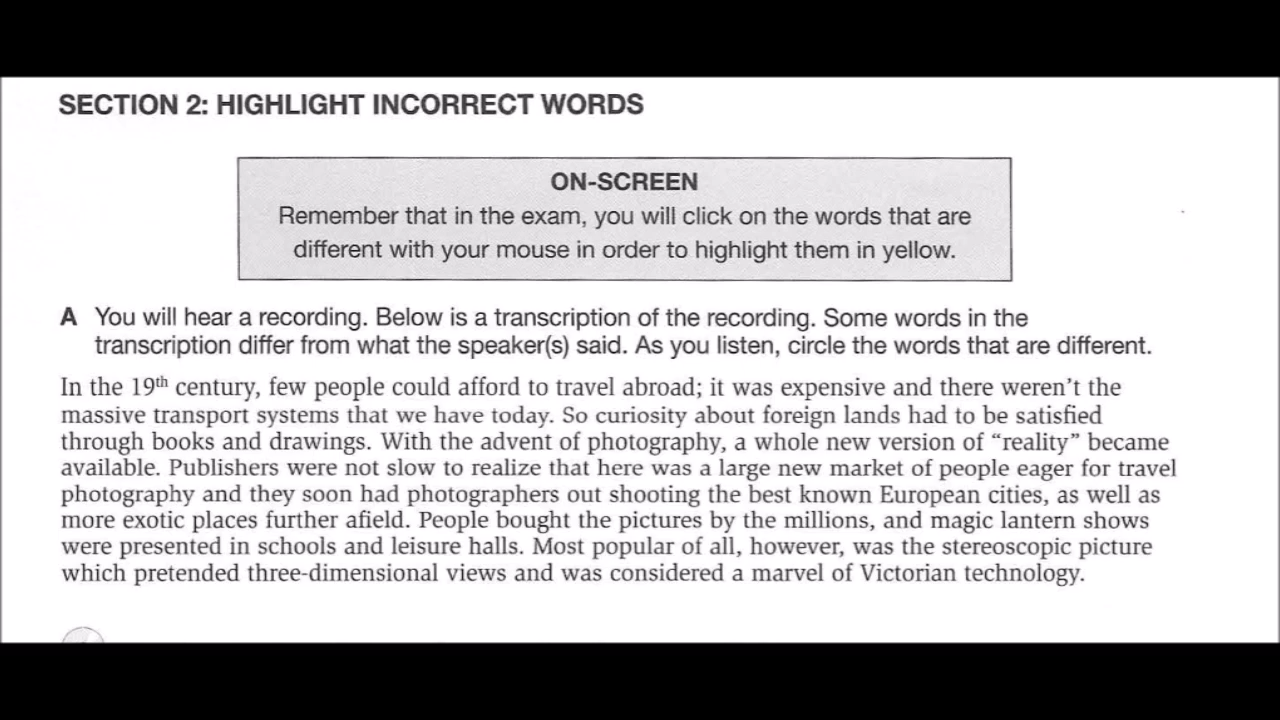 SECTION 2: HIGHLIGHT INCORRECT WORDS
ON-SCREEN
Remember that in the exam, you will click on the words that are
different with your mouse in order to highlight them in yellow.
A You will hear a recording. Below is a transcription of the recording. Some words in the
transcription differ from what the speaker(s) said. As you listen, circle the words that are different.
In the 19th century, few people could afford to travel abroad; it was expensive and there weren't the
massive transport systems that we have today. So curiosity about foreign lands had to be satisfied
through books and drawings. With the advent of photography, a whole new version of “reality” became
available. Publishers were not slow to realize that here was a large new market of people eager for travel
photography and they soon had photographers out shooting the best known European cities, as well as
more exotic places further afield. People bought the pictures by the millions, and magic lantern shows
were presented in schools and leisure halls. Most popular of all, however, was the stereoscopic picture
which pretended three-dimensional views and was considered a marvel of Victorian technology.